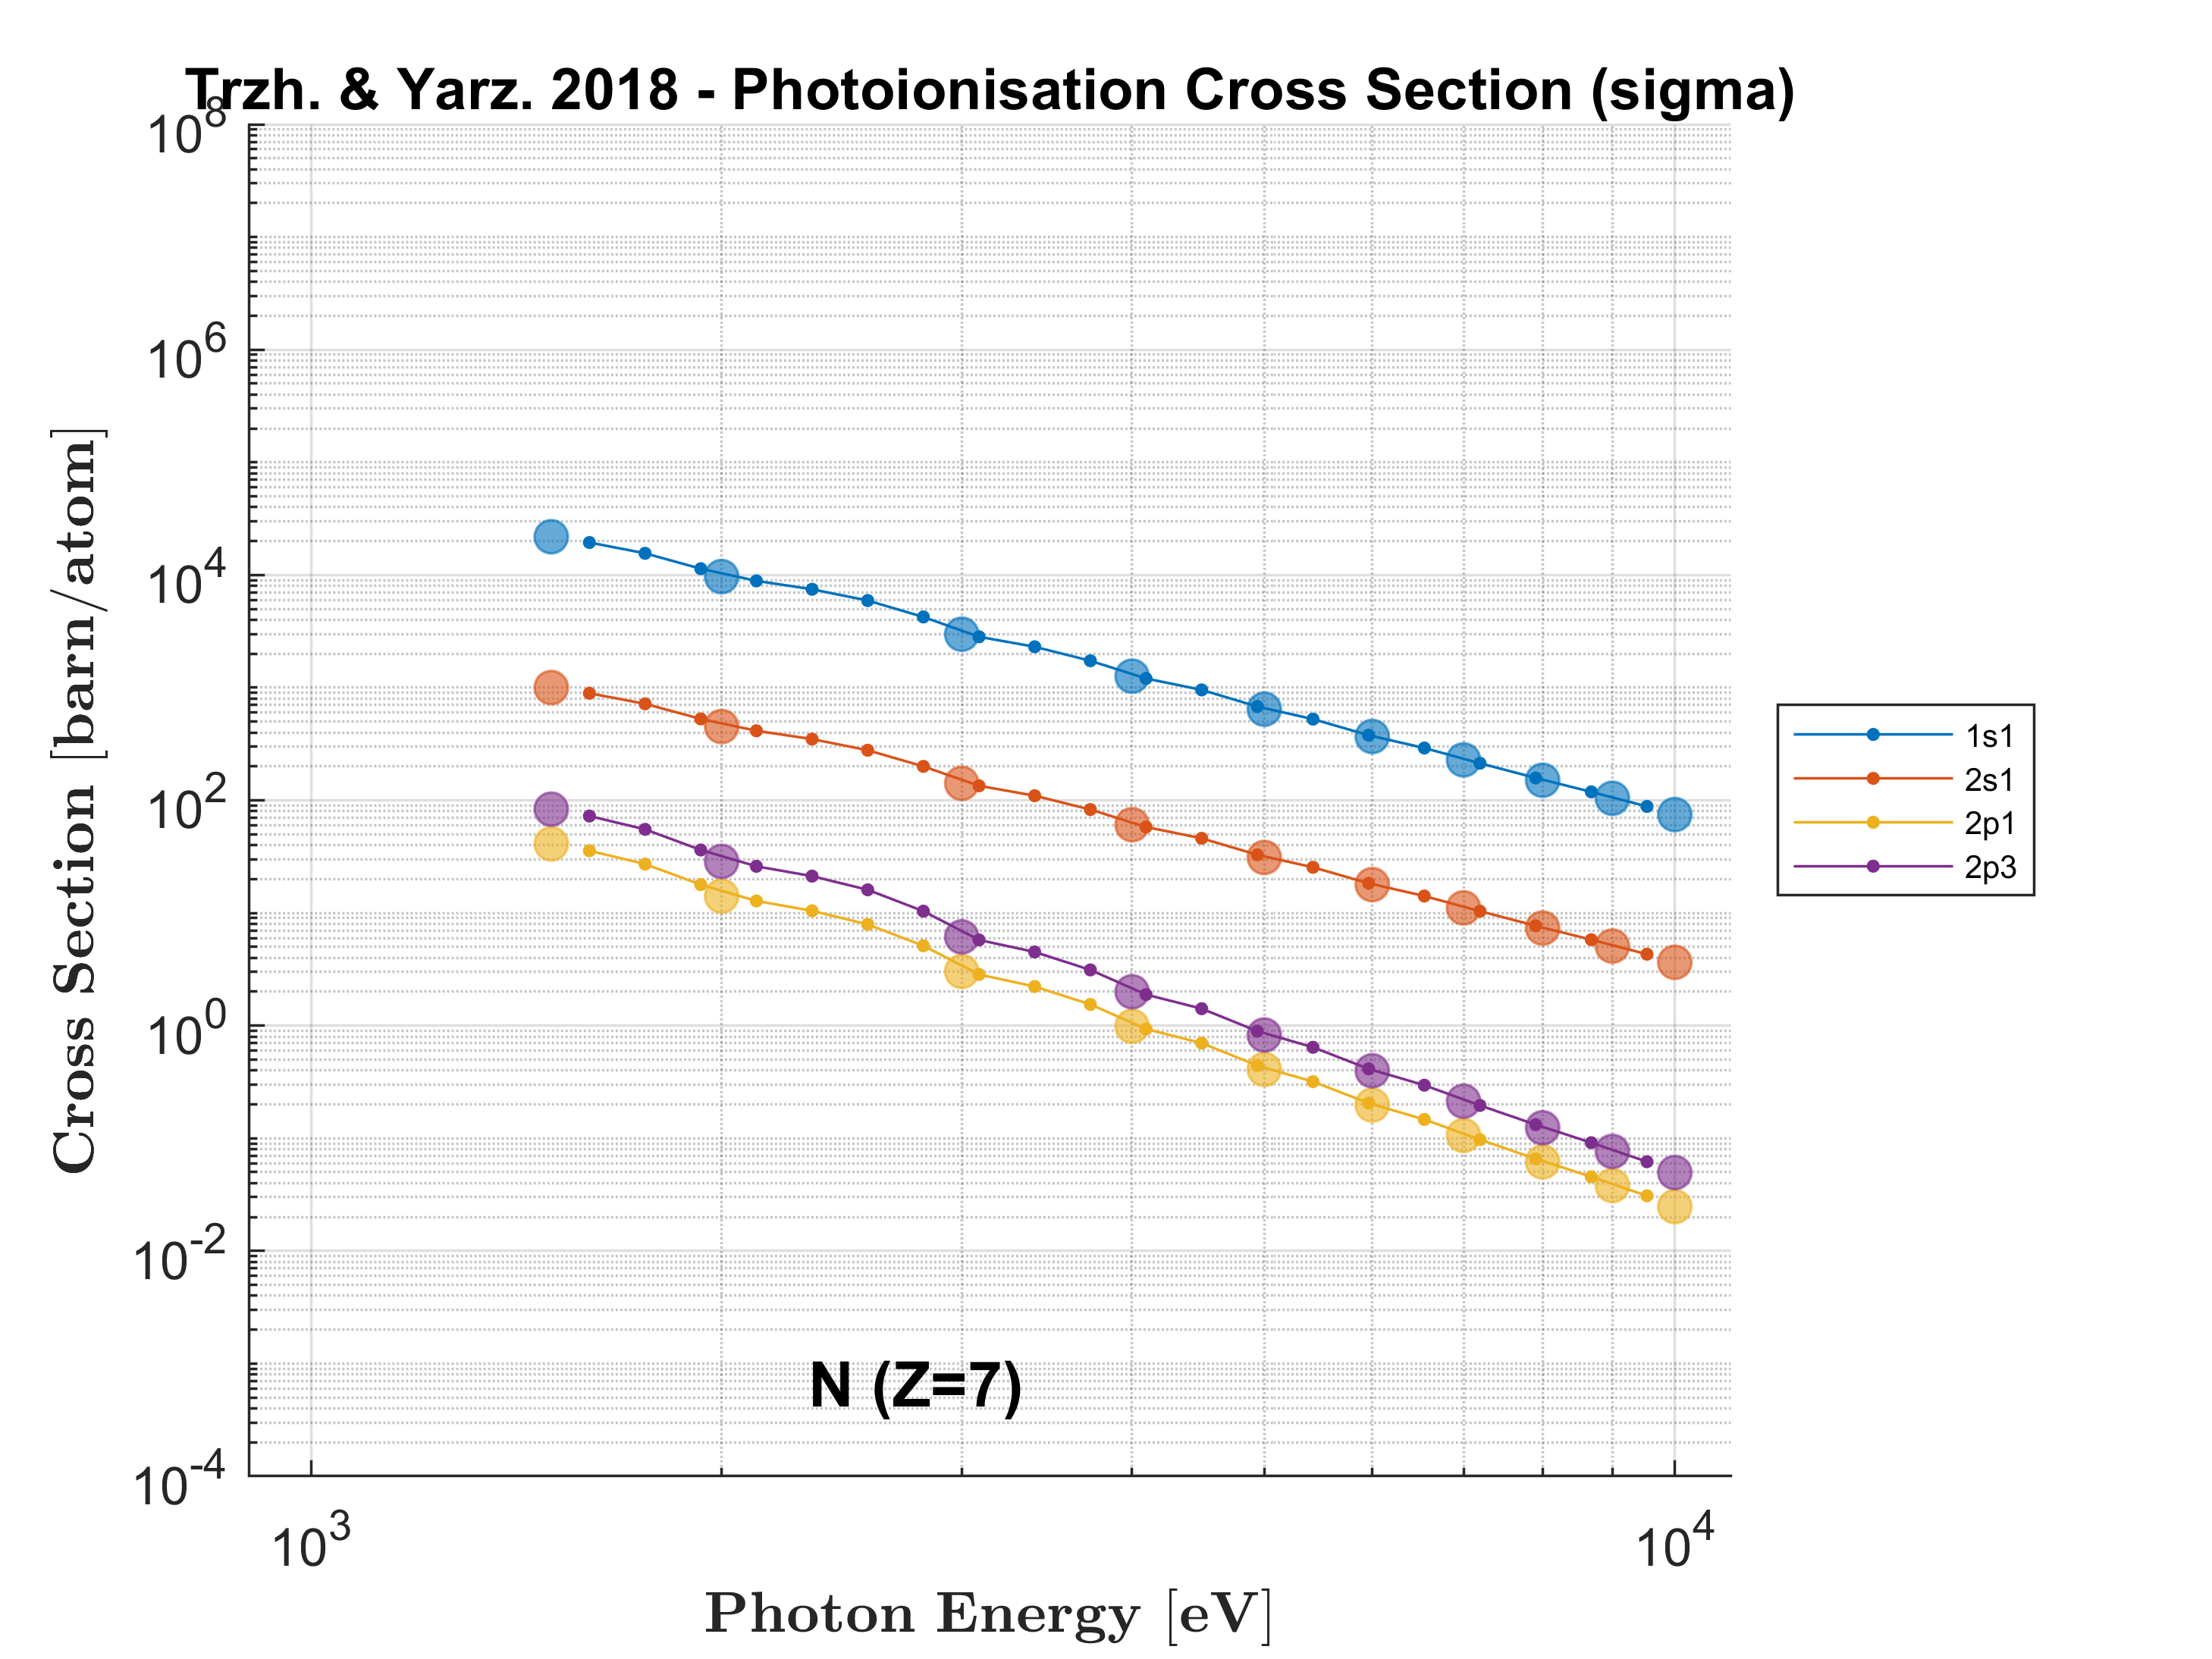 Trzh. & Yarz. 2018 - Photoionisation Cross Section (sigma)
10^8
10^6
10^4
10^2
10^0
10^-2
10^-4
Cross Section [barn/atom]
1s1
2s1
2p1
2p3
N (Z=7)
10^3
10^4
Photon Energy [eV]